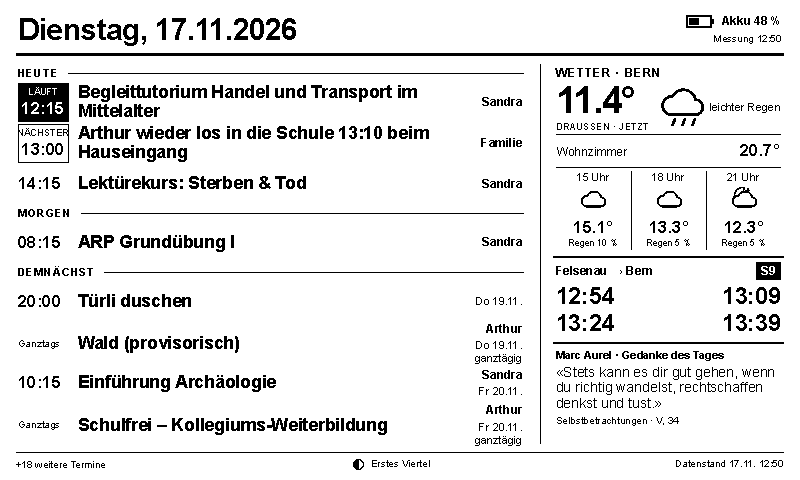 Dienstag, 17.11.2026
Akku 48 %
Messung 12:50
HEUTE
LÄUFT
12:15
Begleittutorium Handel und Transport im
Mittelalter
Sandra
NÄCHSTER
13:00
Arthur wieder los in die Schule 13:10 beim
Hauseingang
Familie
14:15 Lektürekurs: Sterben & Tod Sandra
MORGEN
08:15 ARP Grundübung I Sandra
DEMNÄCHST
20:00 Türli duschen Do 19.11.
Ganztags Wald (provisorisch)
Arthur
Do 19.11.
ganztägig
10:15 Einführung Archäologie
Sandra
Fr 20.11.
Ganztags Schulfrei – Kollegiums-Weiterbildung
Arthur
Fr 20.11.
ganztägig
WETTER · BERN
11.4°
leichter Regen
DRAUSSEN · JETZT
Wohnzimmer 20.7°
15 Uhr 18 Uhr 21 Uhr
15.1° 13.3° 12.3°
Regen 10 % Regen 5 % Regen 5 %
Felsenau › Bern S9
12:54 13:09
13:24 13:39
Marc Aurel · Gedanke des Tages
«Stets kann es dir gut gehen, wenn
du richtig wandelst, rechtschaffen
denkst und tust.»
Selbstbetrachtungen · V, 34
+18 weitere Termine
Erstes Viertel
Datenstand 17.11. 12:50